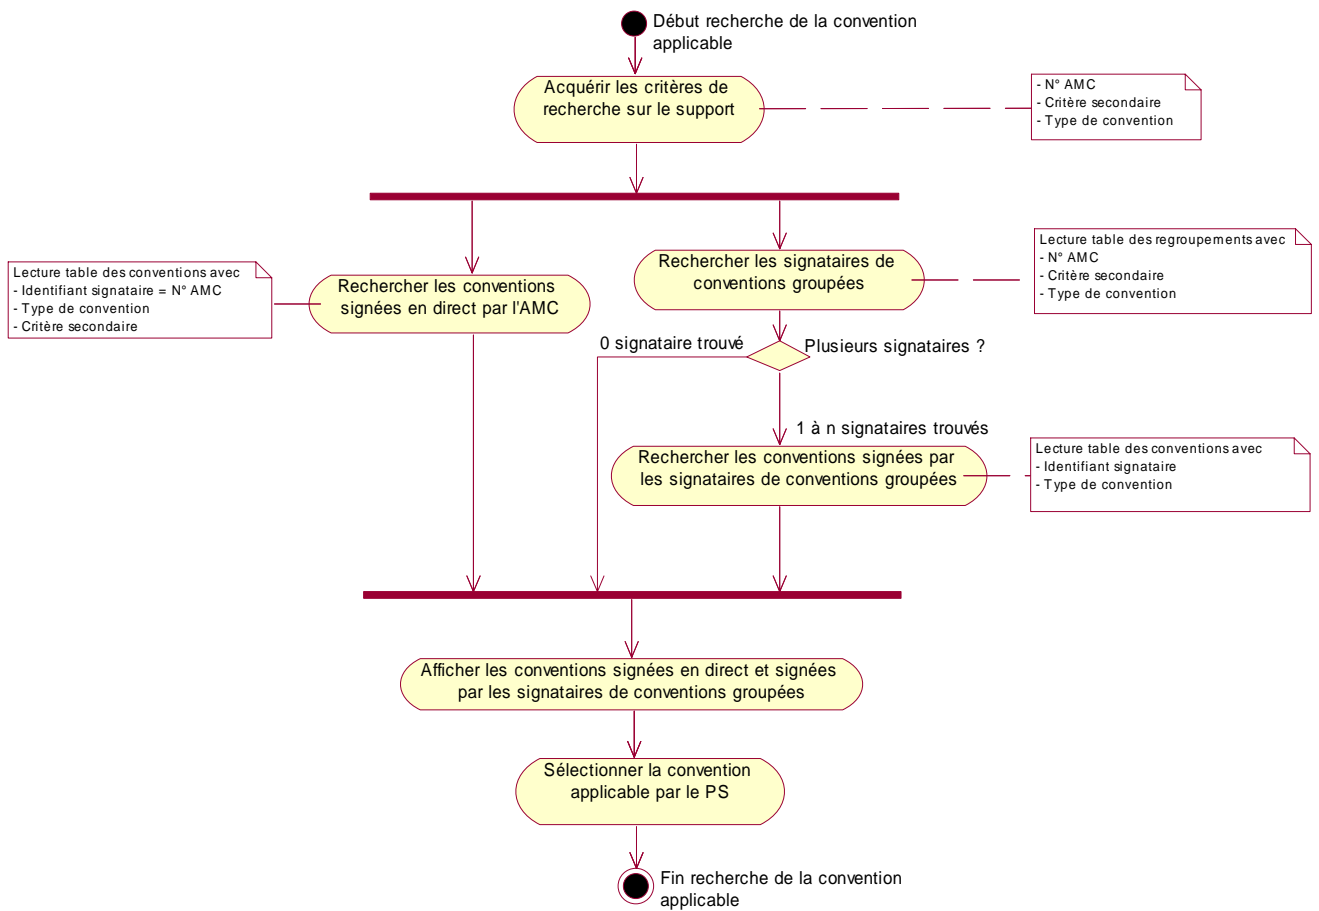 Début recherche de la convention
applicable
Acquérir les critères de
recherche sur le support
- N° AMC
- Critère secondaire
- Type de convention
Lecture table des regroupements avec
- N° AMC
- Critère secondaire
- Type de convention
Rechercher les signataires de
conventions groupées
Lecture table des conventions avec
- Identifiant signataire = N° AMC
- Type de convention
- Critère secondaire
Rechercher les conventions
signées en direct par l'AMC
0 signataire trouvé
Plusieurs signataires ?
1 à n signataires trouvés
Rechercher les conventions signées par
les signataires de conventions groupées
Lecture table des conventions avec
- Identifiant signataire
- Type de convention
Afficher les conventions signées en direct et signées
par les signataires de conventions groupées
Sélectionner la convention
applicable par le PS
Fin recherche de la convention
applicable